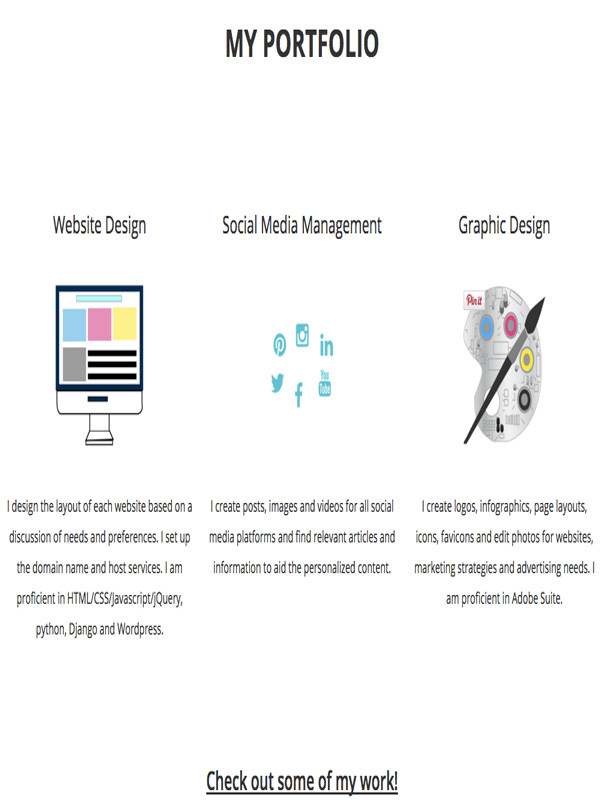 MY PORTFOLIO
Website Design
Social Media Management
Graphic Design
Pin it
in
You
Tube
I design the layout of each website based on a
discussion of needs and preferences. I set up
the domain name and host services. I am
proficient in HTML/CSS/Javascript/jQuery,
python, Django and Wordpress.
I create posts, images and videos for all social
media platforms and find relevant articles and
information to aid the personalized content.
I create logos, infographics, page layouts,
icons, favicons and edit photos for websites,
marketing strategies and advertising needs. I
am proficient in Adobe Suite.
Check out some of my work!